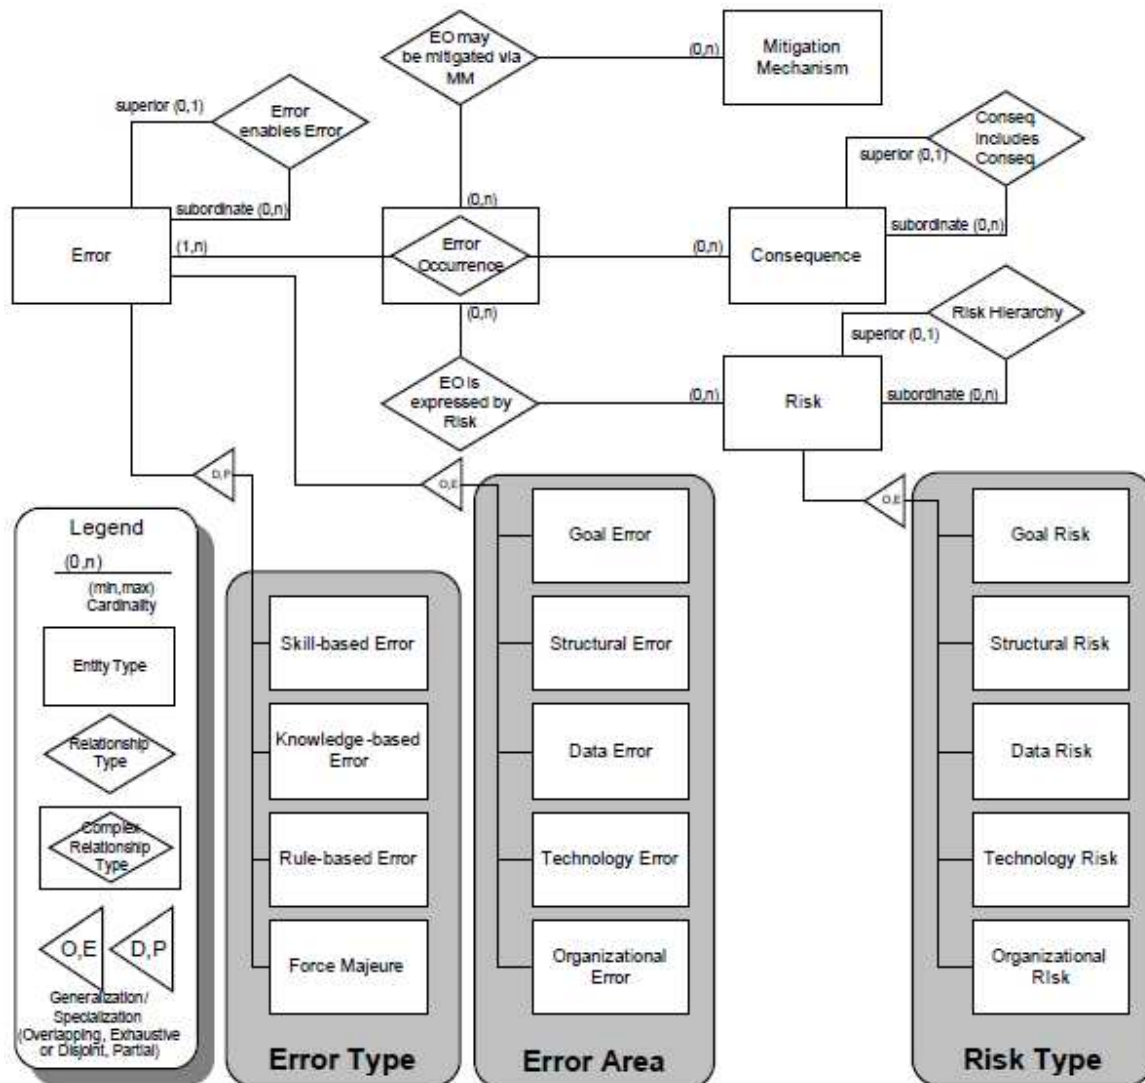 EO may
be mitigated via
MM
(0,n)
Mitigation
Mechanism
superior (0,1)
Error
enables Error
Conseq
Includes
Conseq
superior (0,1)
subordinate (0,n)
(0,n)
subordinate (0,n)
Error
(1,n)
Error
Occurrence
(0,n)
Consequence
(0,n)
Risk Hierarchy
superior (0,1)
EO is
expressed by
Risk
(0,n)
Risk
subordinate (0,n)
D,P
O,E
O,E
Legend
(0,n)
(min,max)
Cardinality
Entity Type
Relationship
Type
Complex
Relationship
Type
O,E
D,P
Generalization/
Specialization
(Overlapping, Exhaustive
or Disjoint, Partial)
Skill-based Error
Knowledge-based
Error
Rule-based Error
Force Majeure
Error Type
Goal Error
Structural Error
Data Error
Technology Error
Organizational
Error
Error Area
Goal Risk
Structural Risk
Data Risk
Technology Risk
Organizational
RIsk
Risk Type